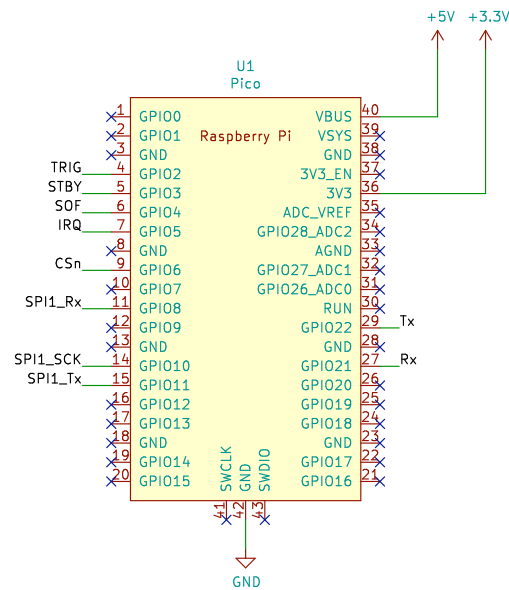 +5V +3.3V
U1
Pico
1 GPIO0 VBUS 40
2 GPIO1 Raspberry Pi VSYS 39
3 GND GND 38
TRIG 4 GPIO2 3V3_EN 37
STBY 5 GPIO3 3V3 36
SOF 6 GPIO4 ADC_VREF 35
IRQ 7 GPIO5 GPIO28_ADC2 34
8 GND AGND 33
CSn 9 GPIO6 GPIO27_ADC1 32
10 GPIO7 GPIO26_ADC0 31
SPI1_Rx 11 GPIO8 RUN 30
12 GPIO9 GPIO22 29 Tx
13 GND GND 28
SPI1_SCK 14 GPIO10 GPIO21 27 Rx
SPI1_Tx 15 GPIO11 GPIO20 26
16 GPIO12 GPIO19 25
17 GPIO13 GPIO18 24
18 GND GND 23
19 GPIO14 GPIO17 22
20 GPIO15 GPIO16 21
SWCLK GND SWDIO
41 42 43
GND